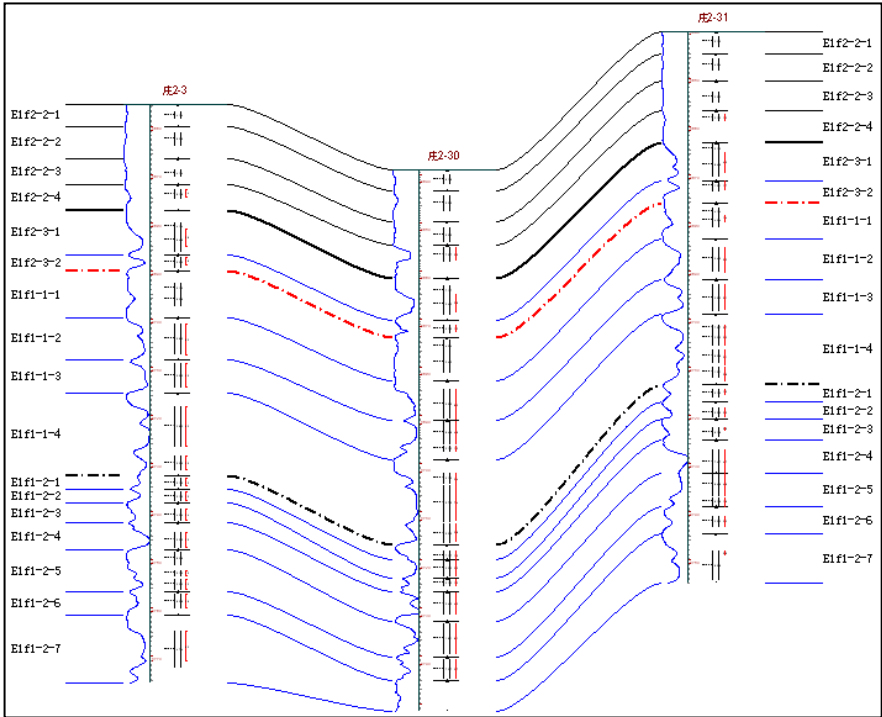 庄2-31
庄2-3
庄2-30
E1f2-2-1
E1f2-2-2
E1f2-2-3
E1f2-2-4
E1f2-3-1
E1f2-3-2
E1f1-1-1
E1f1-1-2
E1f1-1-3
E1f1-1-4
E1f1-2-1
E1f1-2-2
E1f1-2-3
E1f1-2-4
E1f1-2-5
E1f1-2-6
E1f1-2-7
E1f2-2-1
E1f2-2-2
E1f2-2-3
E1f2-2-4
E1f2-3-1
E1f2-3-2
E1f1-1-1
E1f1-1-2
E1f1-1-3
E1f1-1-4
E1f1-2-1
E1f1-2-2
E1f1-2-3
E1f1-2-4
E1f1-2-5
E1f1-2-6
E1f1-2-7